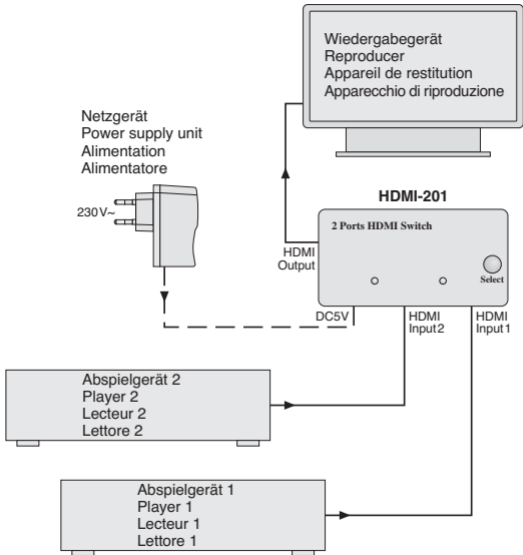 Wiedergabegerät
Reproducer
Appareil de restitution
Apparecchio di riproduzione
Netzgerät
Power supply unit
Alimentation
Alimentatore
230 V~
HDMI-201
2 Ports HDMI Switch
Select
HDMI
Output
DC5V
HDMI
Input2
HDMI
Input1
Abspielgerät 2
Player 2
Lecteur 2
Lettore 2
Abspielgerät 1
Player 1
Lecteur 1
Lettore 1